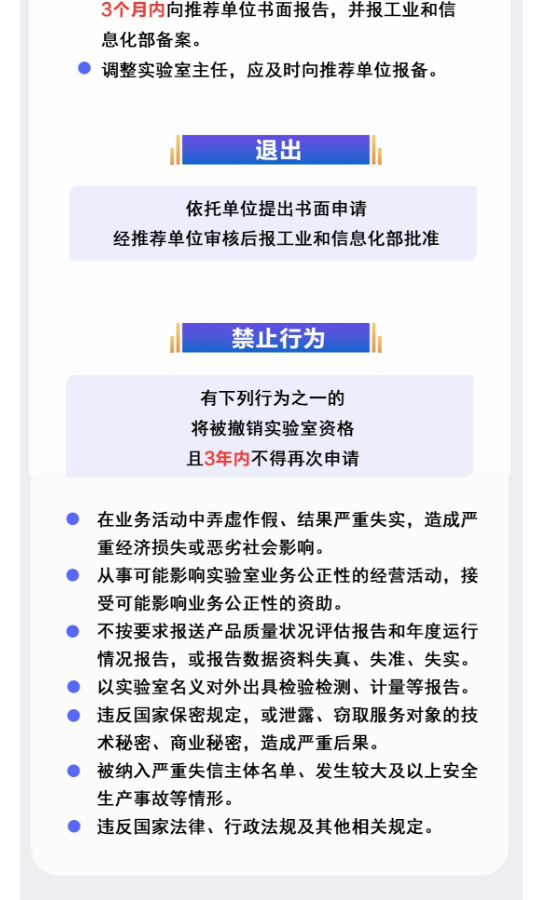 3个月内向推荐单位书面报告，并报工业和信
息化部备案。
调整实验室主任，应及时向推荐单位报备。
退出
依托单位提出书面申请
经推荐单位审核后报工业和信息化部批准
禁止行为
有下列行为之一的
将被撤销实验室资格
且3年内不得再次申请
在业务活动中弄虚作假、结果严重失实，造成严
重经济损失或恶劣社会影响。
从事可能影响实验室业务公正性的经营活动，接
受可能影响业务公正性的资助。
不按要求报送产品质量状况评估报告和年度运行
情况报告，或报告数据资料失真、失准、失实。
以实验室名义对外出具检验检测、计量等报告。
违反国家保密规定，或泄露、窃取服务对象的技
术秘密、商业秘密，造成严重后果。
被纳入严重失信主体名单、发生较大及以上安全
生产事故等情形。
违反国家法律、行政法规及其他相关规定。